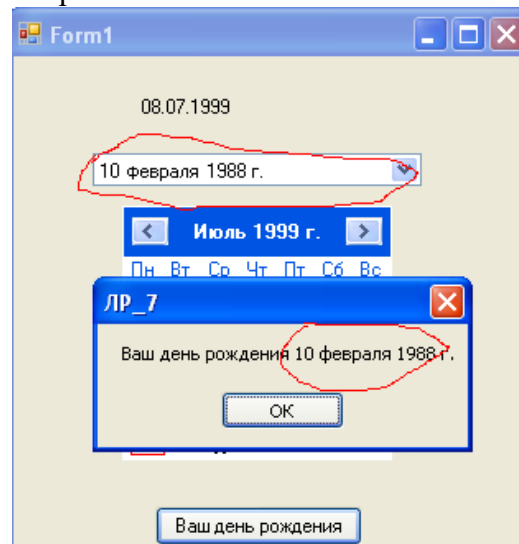 Form1
08.07.1999
10 февраля 1988 г.
Июль 1999 г.
Пн Вт Ср Чт Пт Сб Вс
ЛР_7
Ваш день рождения 10 февраля 1988 г.
ОК
Ваш день рождения